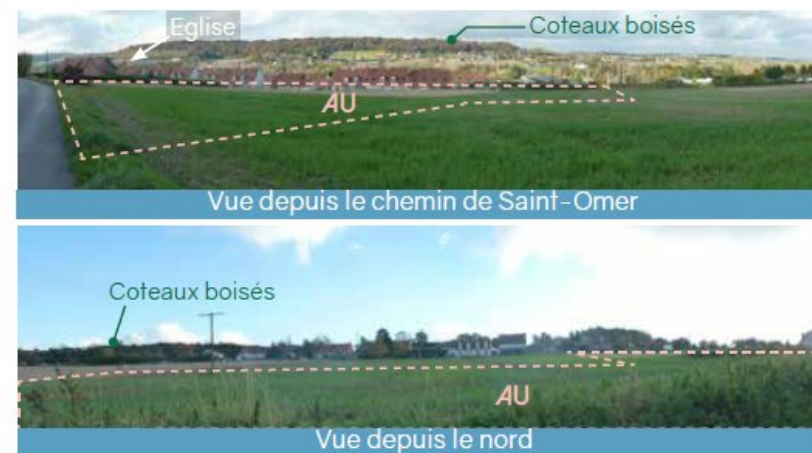 Eglise
Coteaux boisés
AU
Vue depuis le chemin de Saint-Omer
Coteaux boisés
AU
Vue depuis le nord